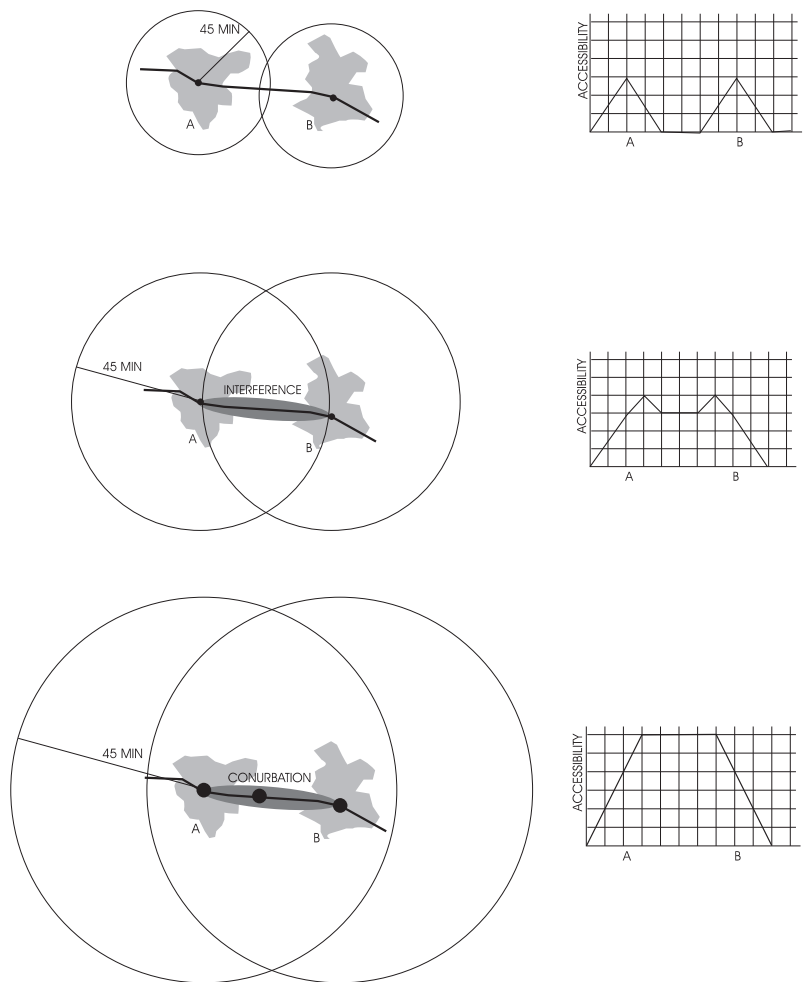 45 MIN
A
B
ACCESSIBILITY
A
B
45 MIN
INTERFERENCE
A
B
ACCESSIBILITY
A
B
45 MIN
CONURBATION
A
B
ACCESSIBILITY
A
B